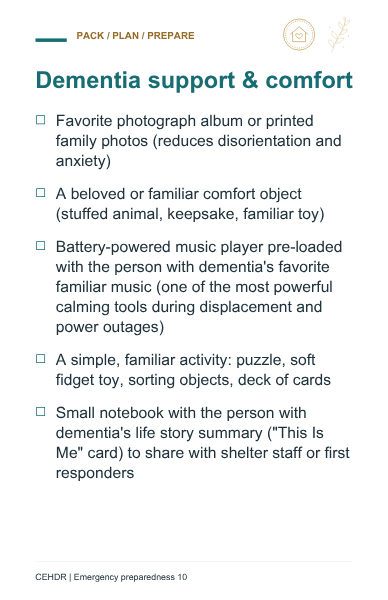 PACK / PLAN / PREPARE
Dementia support & comfort
☐ Favorite photograph album or printed
family photos (reduces disorientation and
anxiety)
☐ A beloved or familiar comfort object
(stuffed animal, keepsake, familiar toy)
☐ Battery-powered music player pre-loaded
with the person with dementia's favorite
familiar music (one of the most powerful
calming tools during displacement and
power outages)
☐ A simple, familiar activity: puzzle, soft
fidget toy, sorting objects, deck of cards
☐ Small notebook with the person with
dementia's life story summary ("This Is
Me" card) to share with shelter staff or first
responders
CEHDR | Emergency preparedness 10